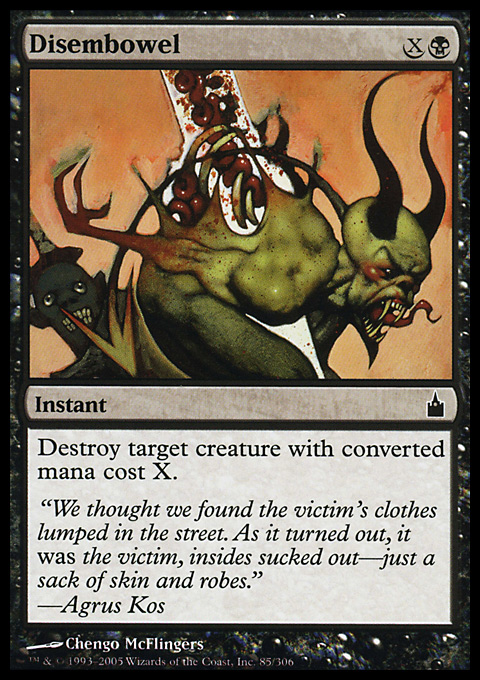 Disembowel X
Instant
Destroy target creature with converted
mana cost X.
“We thought we found the victim’s clothes
lumped in the street. As it turned out, it
was the victim, insides sucked out—just a
sack of skin and robes.”
—Agrus Kos
Chengo McFlingers
™ & © 1993–2005 Wizards of the Coast, Inc. 85/306